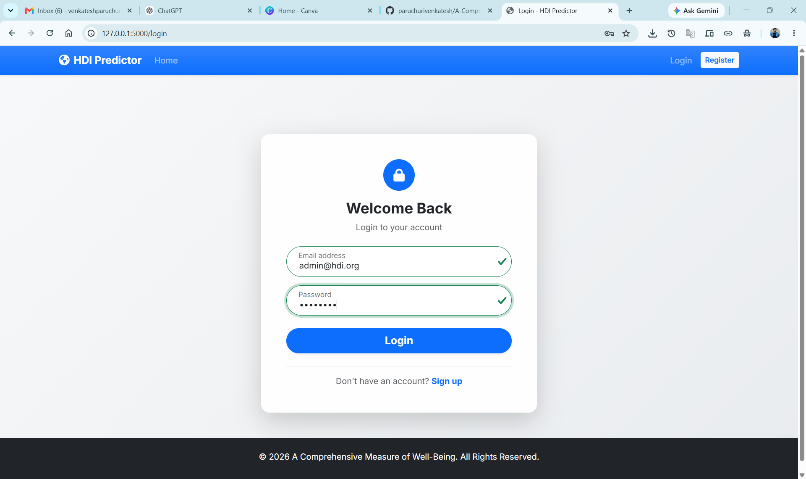 Inbox (6) - venkateshparuchu
ChatGPT
Home - Canva
paruchurivenkatesh/A-Comp
Login - HDI Predictor
Ask Gemini
127.0.0.1:5000/login
HDI Predictor
Home
Login
Register
Welcome Back
Login to your account
Email address
admin@hdi.org
Password
••••••••
Login
Don't have an account? Sign up
© 2026 A Comprehensive Measure of Well-Being. All Rights Reserved.